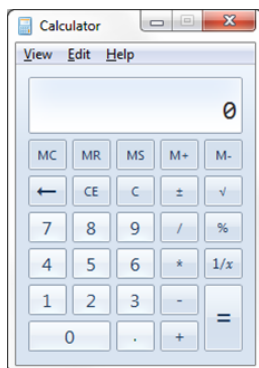 Calculator
View Edit Help
0
MC MR MS M+ M-
← CE C ± √
7 8 9 / %
4 5 6 * 1/x
1 2 3 - =
0 . +